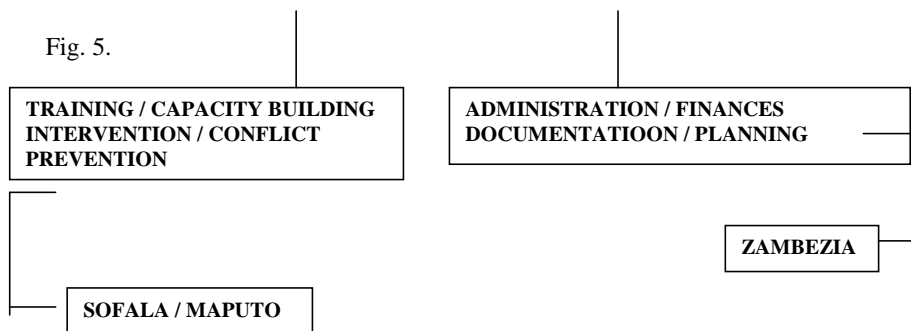 Fig. 5.
TRAINING / CAPACITY BUILDING
INTERVENTION / CONFLICT
PREVENTION
ADMINISTRATION / FINANCES
DOCUMENTATIOON / PLANNING
ZAMBEZIA
SOFALA / MAPUTO